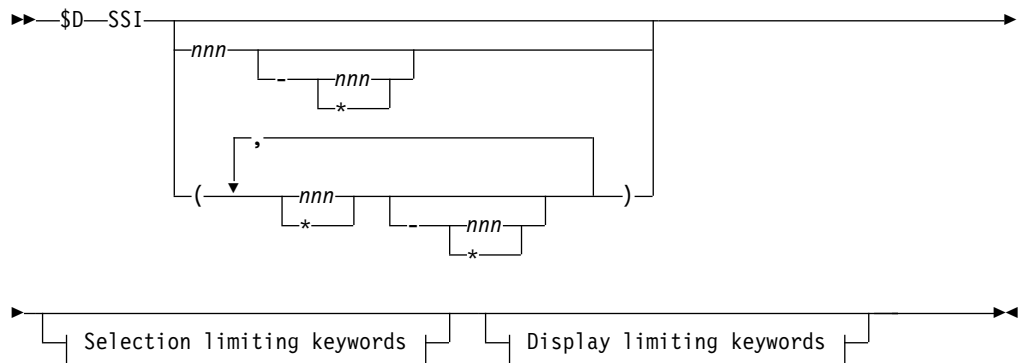 $D SSI
nnn
- nnn
*
,
( nnn - nnn )
* *
Selection limiting keywords Display limiting keywords